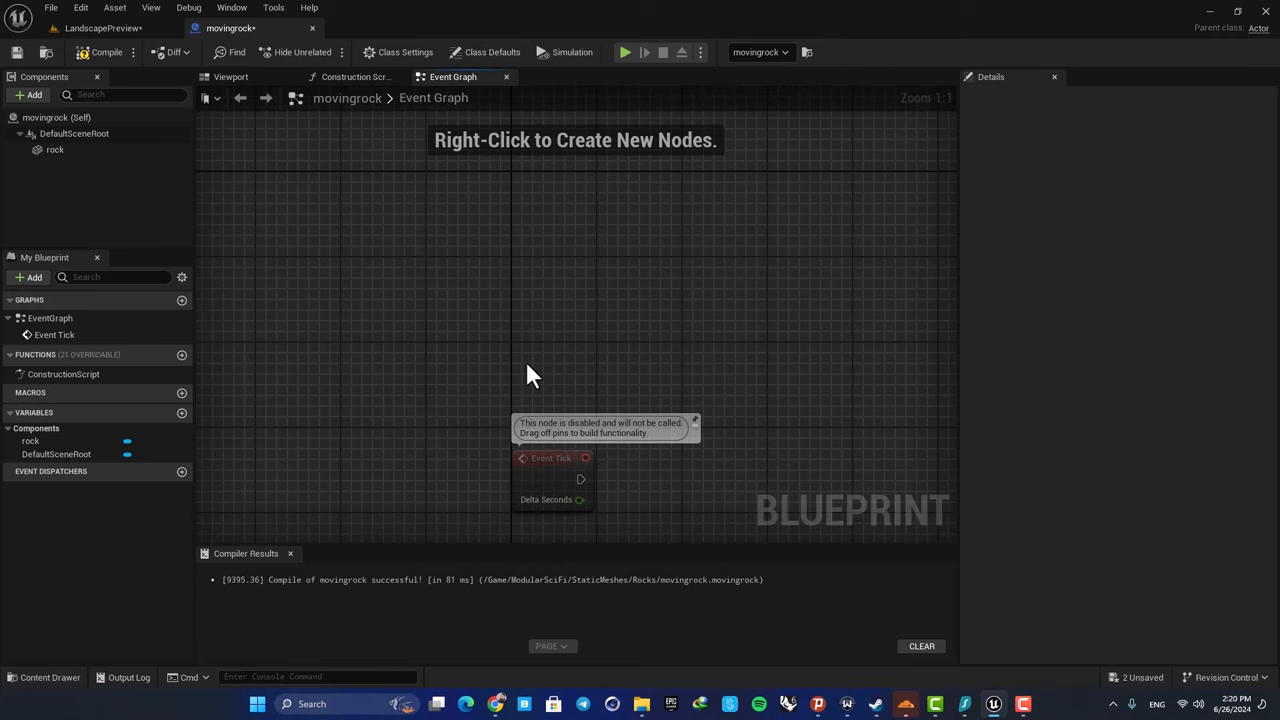 File Edit Asset View Debug Window Tools Help
LandscapePreview*
movingrock*
Parent class: Actor
Compile
Diff
Find
Hide Unrelated
Class Settings
Class Defaults
Simulation
movingrock
Components
Viewport
Construction Scr...
Event Graph
Details
Add
Search
movingrock > Event Graph
Zoom 1:1
movingrock (Self)
DefaultSceneRoot
rock
Right-Click to Create New Nodes.
My Blueprint
Add
Search
GRAPHS
EventGraph
Event Tick
FUNCTIONS (21 OVERRIDABLE)
ConstructionScript
MACROS
VARIABLES
Components
rock
DefaultSceneRoot
EVENT DISPATCHERS
This node is disabled and will not be called.
Drag off pins to build functionality.
Event Tick
Delta Seconds
BLUEPRINT
Compiler Results
[9395.36] Compile of movingrock successful! [in 81 ms] (/Game/ModularSciFi/StaticMeshes/Rocks/movingrock.movingrock)
PAGE
CLEAR
Content Drawer
Output Log
Cmd
Enter Console Command
2 Unsaved
Revision Control
Search
ENG
2:20 PM
6/26/2024